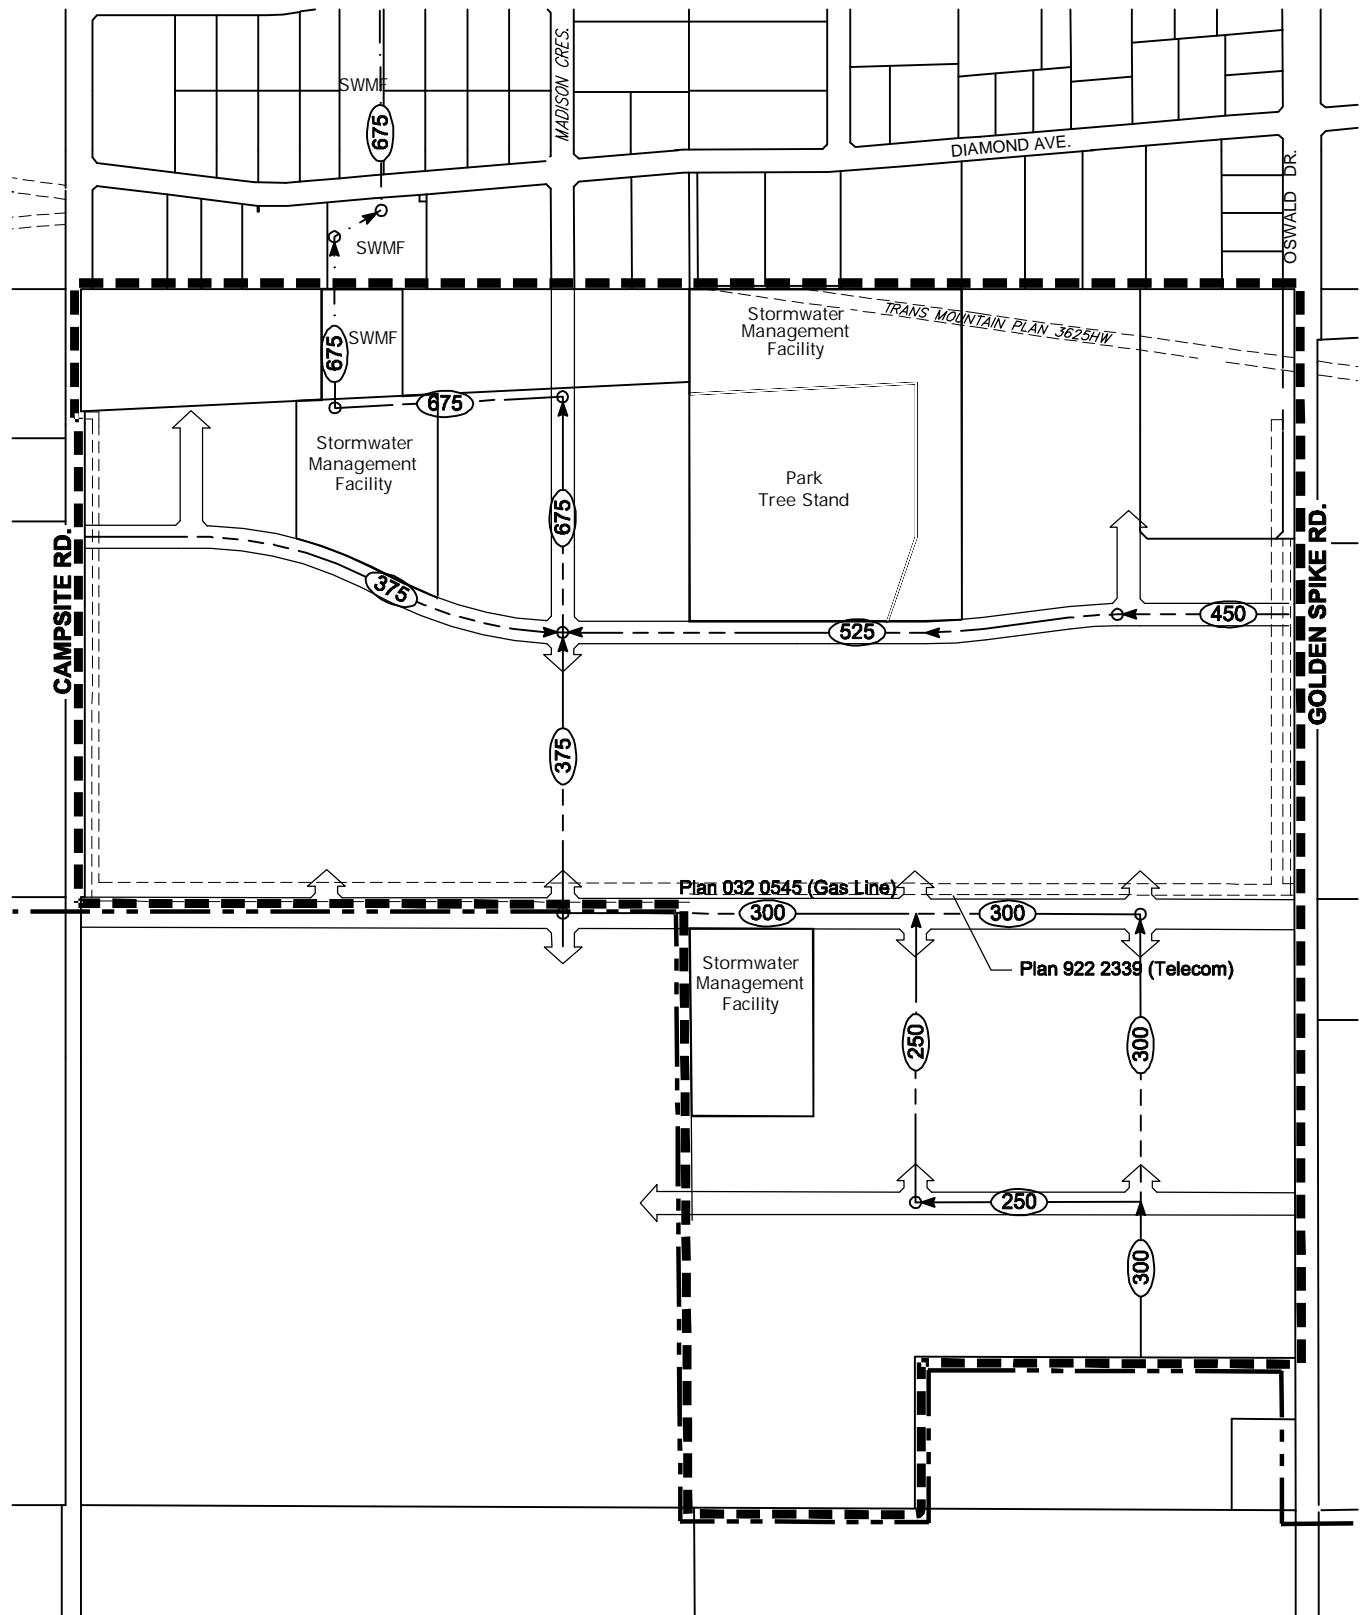 MADISON CRES.
SWMF
675
DIAMOND AVE.
OSWALD DR.
SWMF
675
SWMF
Stormwater
Management
Facility
TRANS MOUNTAIN PLAN 3625HW
675
Stormwater
Management
Facility
Park
Tree Stand
675
CAMPSITE RD.
GOLDEN SPIKE RD.
375
525
450
375
Plan 032 0545 (Gas Line)
300
300
Plan 922 2339 (Telecom)
Stormwater
Management
Facility
250
300
250
300